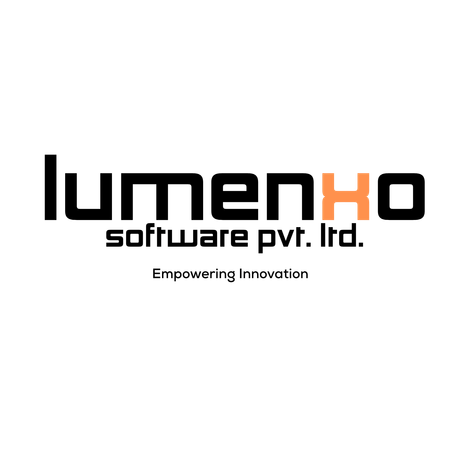 lumenxo
software pvt. ltd.
Empowering Innovation